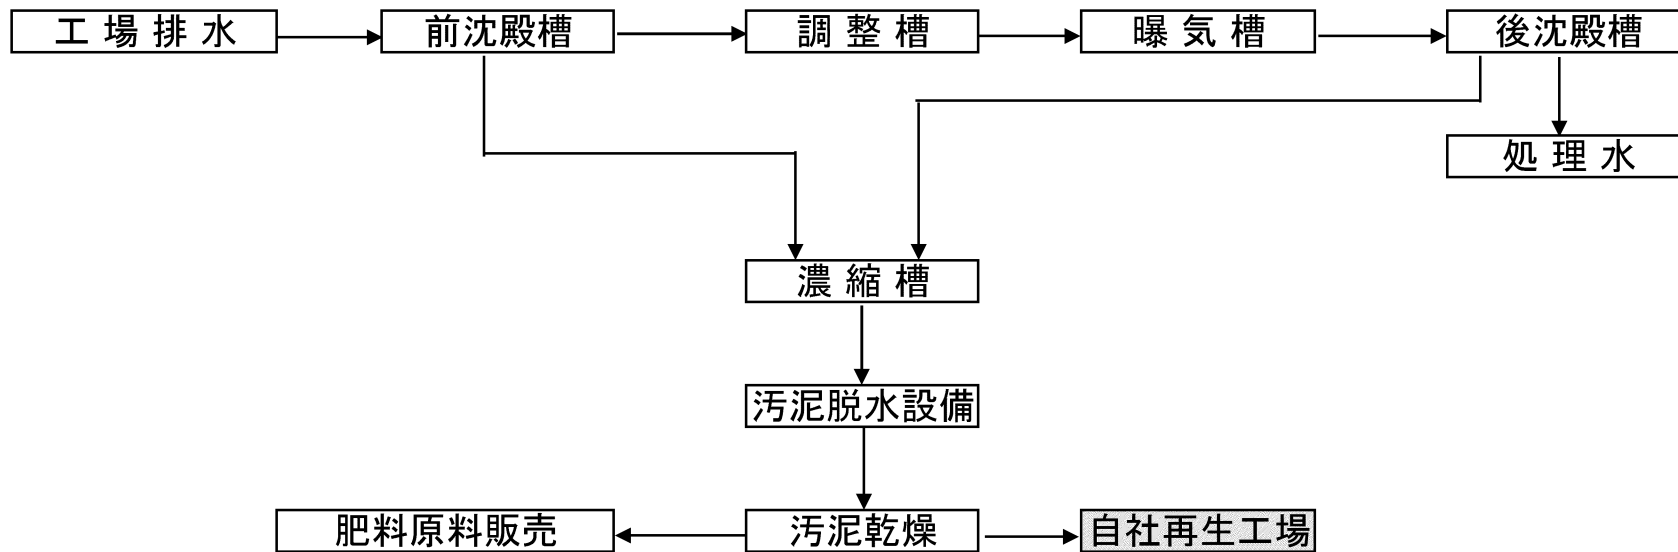 工場排水
前沈殿槽
調整槽
曝気槽
後沈殿槽
処理水
濃縮槽
汚泥脱水設備
肥料原料販売
汚泥乾燥
自社再生工場